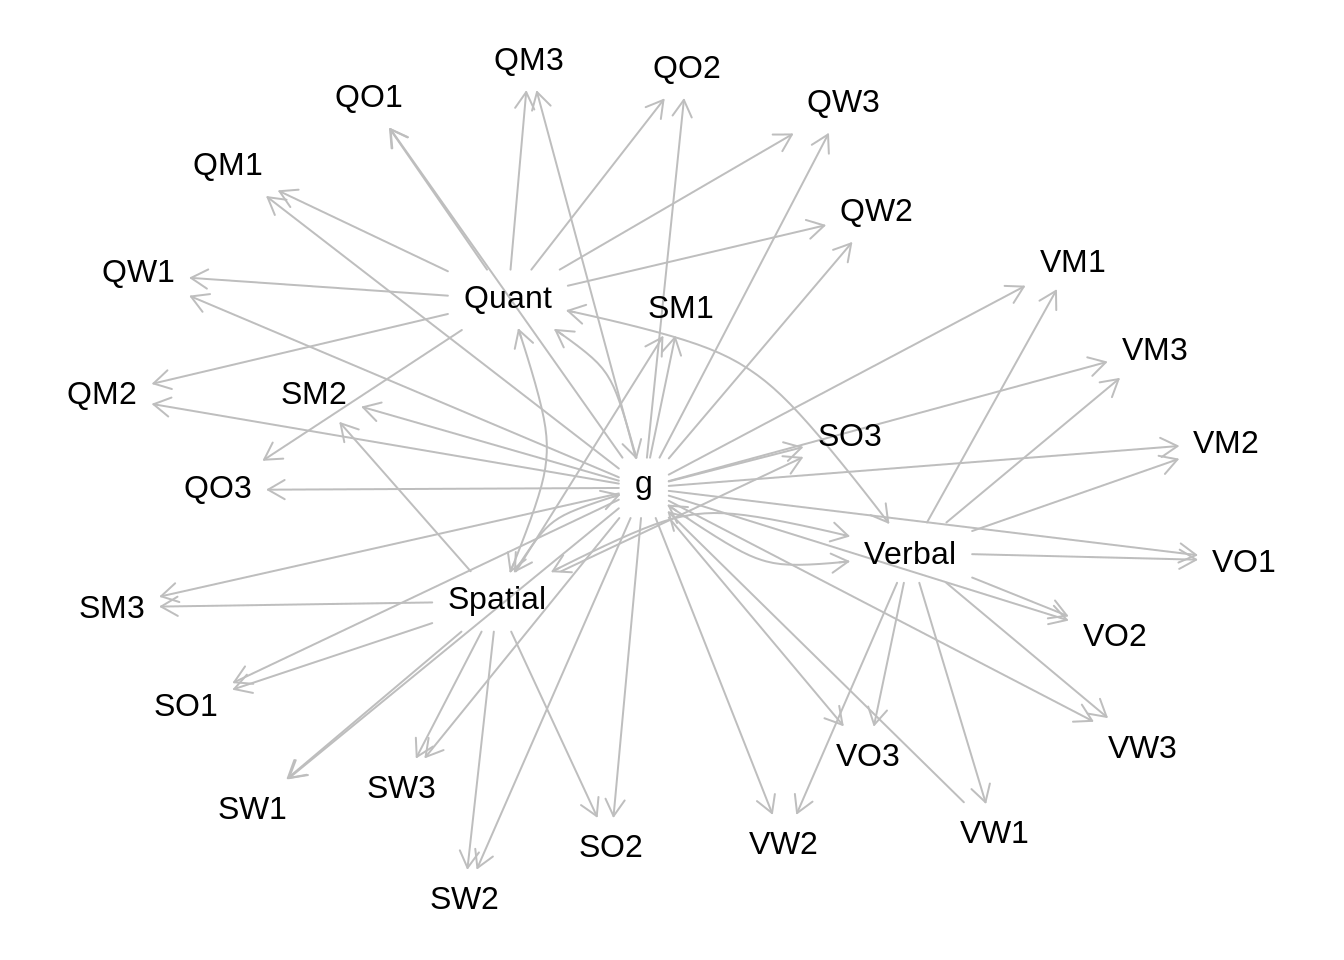 QM3
QO2
QO1
QW3
QM1
QW2
VM1
QW1
Quant
SM1
VM3
QM2
SM2
SO3
VM2
QO3
g
Verbal
VO1
SM3
Spatial
VO2
SO1
VW3
VO3
SW3
SW1
VW1
SO2
VW2
SW2